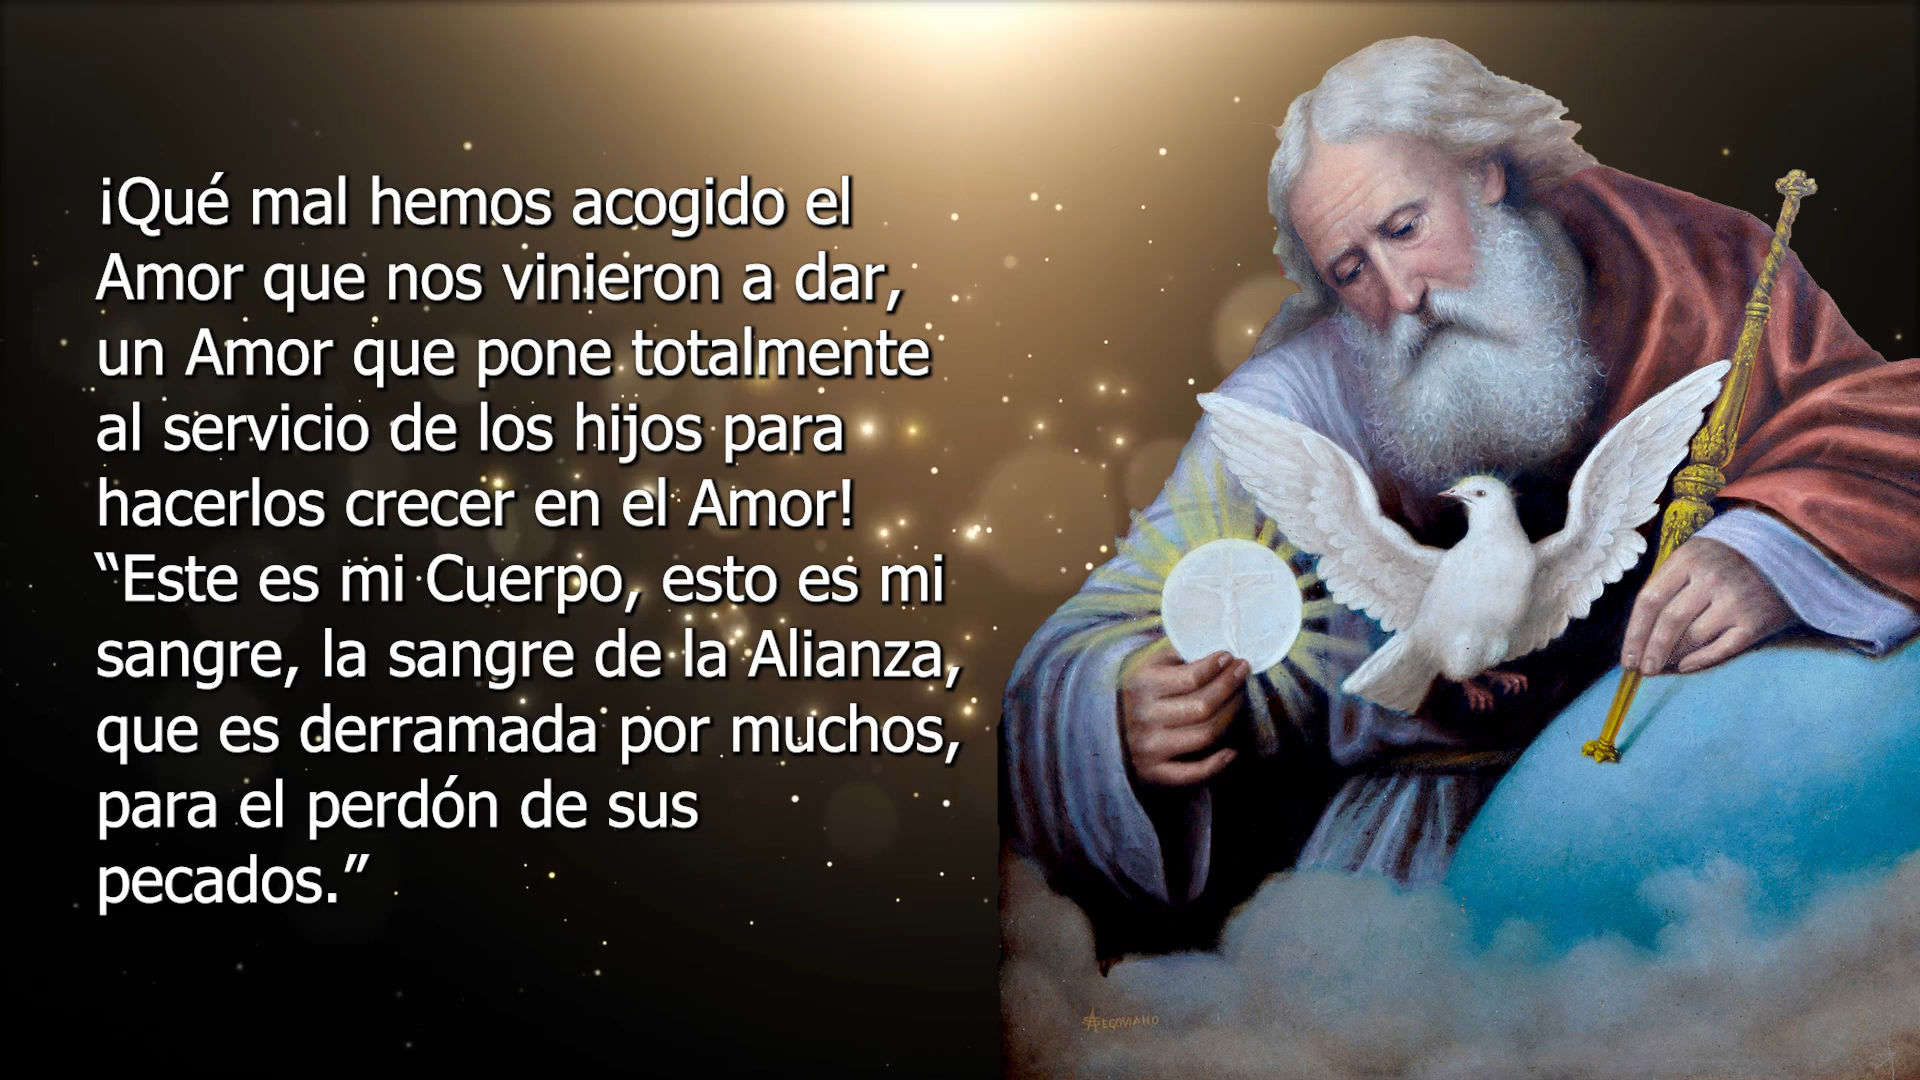 ¡Qué mal hemos acogido el
Amor que nos vinieron a dar,
un Amor que pone totalmente
al servicio de los hijos para
hacerlos crecer en el Amor!
“Este es mi Cuerpo, esto es mi
sangre, la sangre de la Alianza,
que es derramada por muchos,
para el perdón de sus
pecados.”
SEGOVIANO